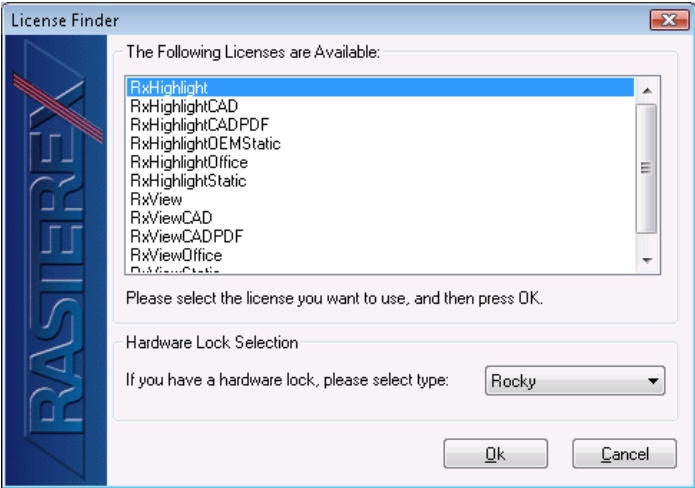 License Finder
RASTEREX
The Following Licenses are Available:
RxHighlight
RxHighlightCAD
RxHighlightCADPDF
RxHighlightOEMStatic
RxHighlightOffice
RxHighlightStatic
RxView
RxViewCAD
RxViewCADPDF
RxViewOffice
RxViewStatic
Please select the license you want to use, and then press OK.
Hardware Lock Selection
If you have a hardware lock, please select type:
Rocky
Ok
Cancel